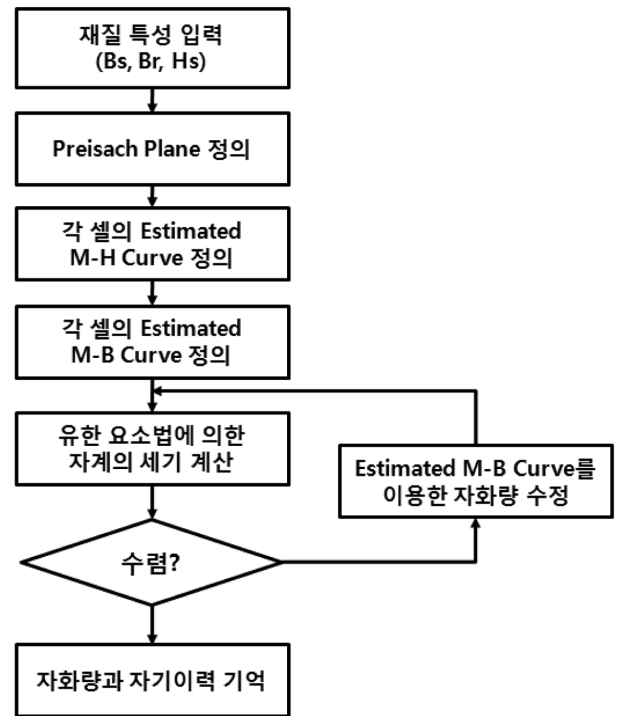 재질 특성 입력
(Bs, Br, Hs)
Preisach Plane 정의
각 셀의 Estimated
M-H Curve 정의
각 셀의 Estimated
M-B Curve 정의
유한 요소법에 의한
자계의 세기 계산
Estimated M-B Curve를
이용한 자화량 수정
수렴?
자화량과 자기이력 기억